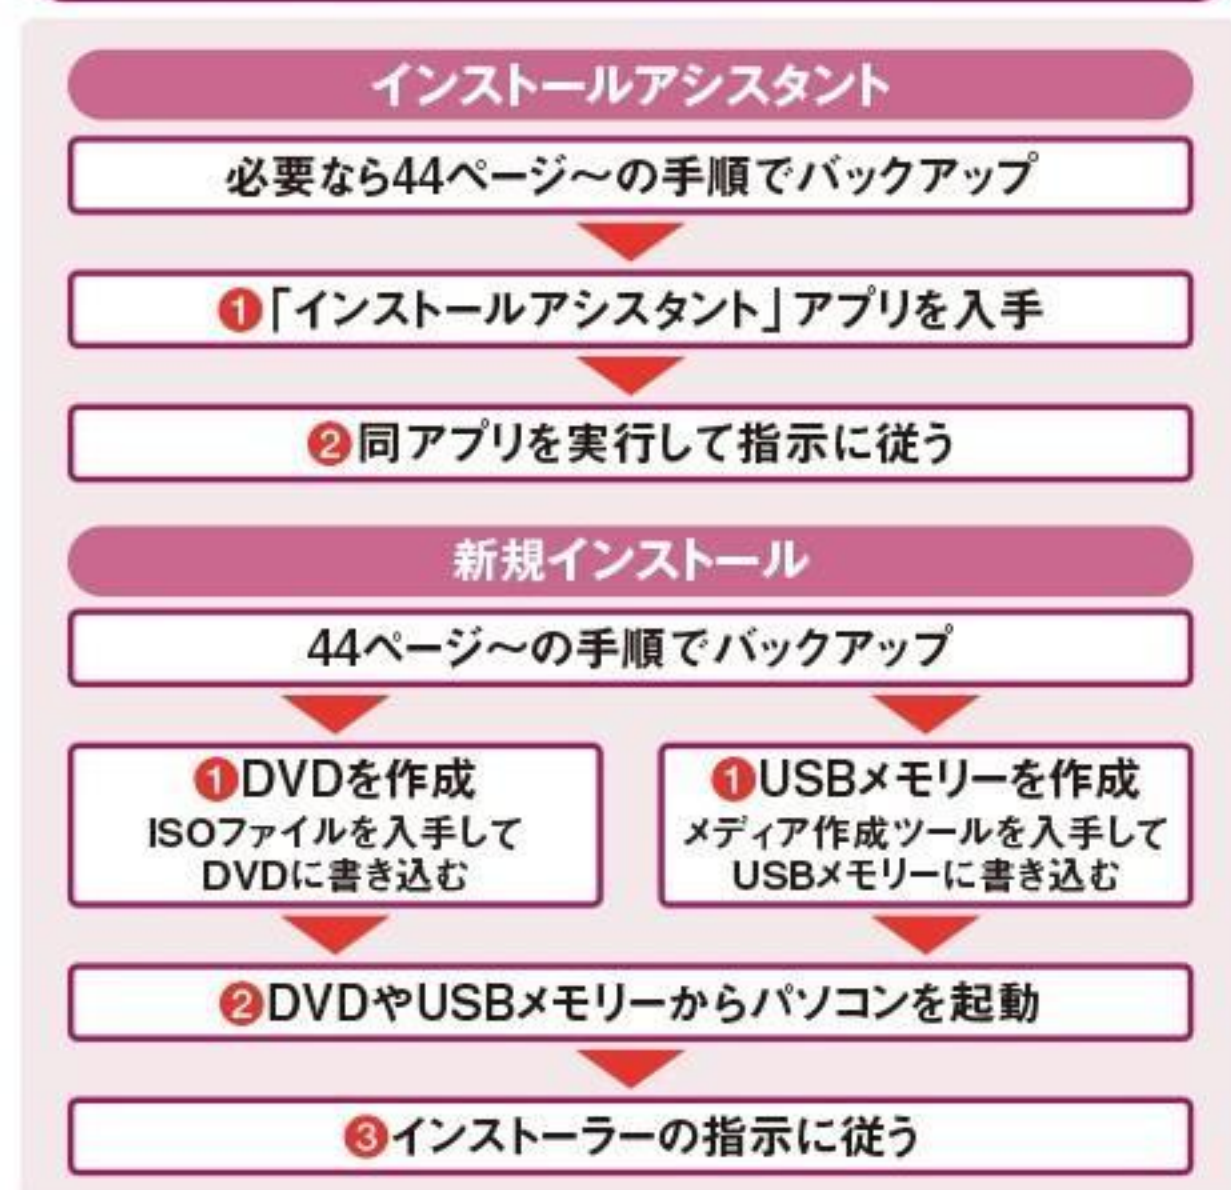 インストールアシスタント
必要なら44ページ～の手順でバックアップ
❶「インストールアシスタント」アプリを入手
❷同アプリを実行して指示に従う
新規インストール
44ページ～の手順でバックアップ
❶DVDを作成
ISOファイルを入手して
DVDに書き込む
❶USBメモリーを作成
メディア作成ツールを入手して
USBメモリーに書き込む
❷DVDやUSBメモリーからパソコンを起動
❸インストーラーの指示に従う